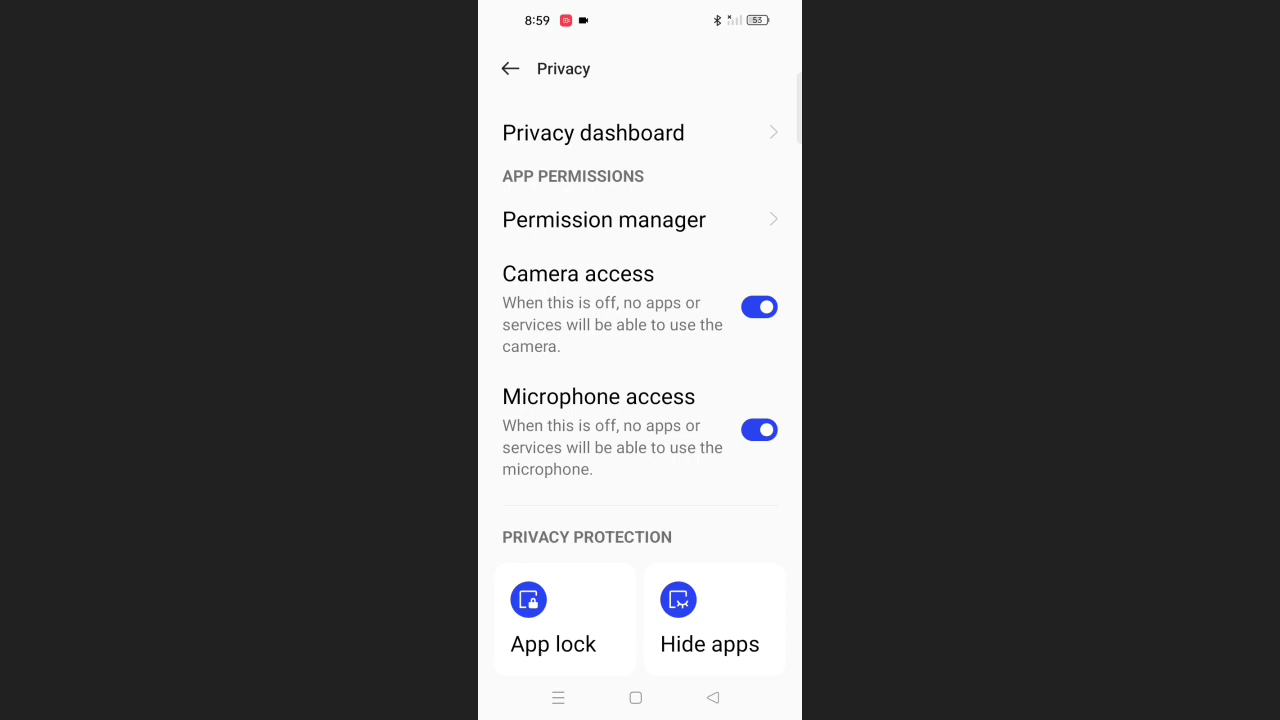 8:59
53
Privacy
Privacy dashboard
APP PERMISSIONS
Permission manager
Camera access
When this is off, no apps or
services will be able to use the
camera.
Microphone access
When this is off, no apps or
services will be able to use the
microphone.
PRIVACY PROTECTION
App lock
Hide apps